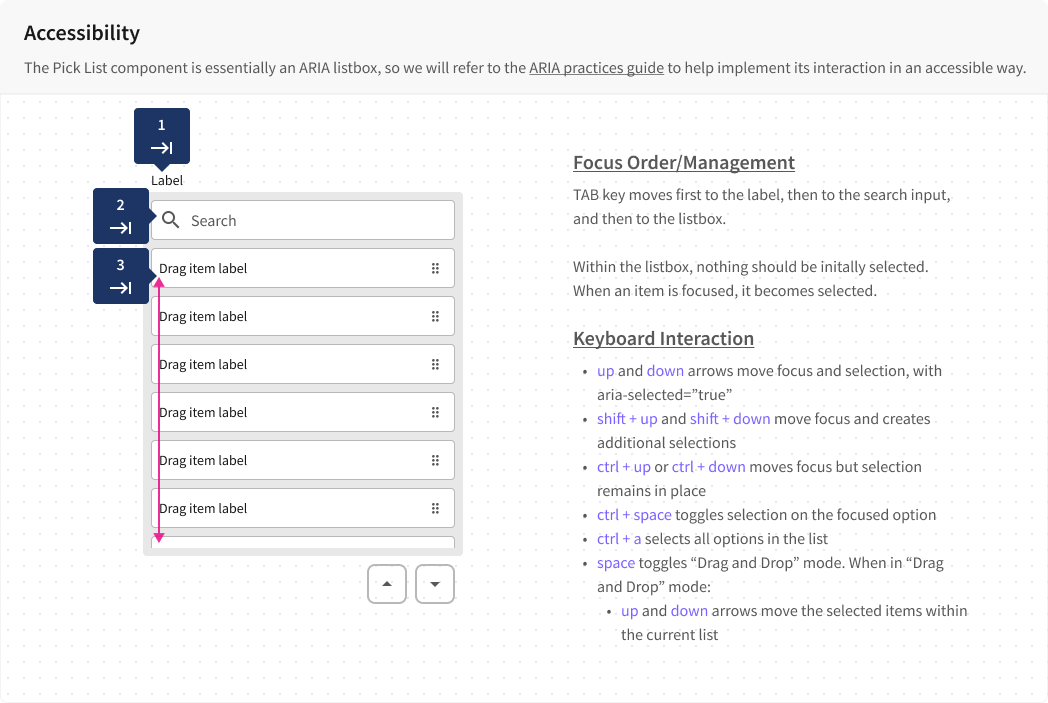 Accessibility
The Pick List component is essentially an ARIA listbox, so we will refer to the ARIA practices guide to help implement its interaction in an accessible way.
1
Label
2
Search
3
Drag item label
Drag item label
Drag item label
Drag item label
Drag item label
Drag item label
Focus Order/Management
TAB key moves first to the label, then to the search input,
and then to the listbox.
Within the listbox, nothing should be initally selected.
When an item is focused, it becomes selected.
Keyboard Interaction
• up and down arrows move focus and selection, with
aria-selected=”true”
• shift + up and shift + down move focus and creates
additional selections
• ctrl + up or ctrl + down moves focus but selection
remains in place
• ctrl + space toggles selection on the focused option
• ctrl + a selects all options in the list
• space toggles “Drag and Drop” mode. When in “Drag
and Drop” mode:
• up and down arrows move the selected items within
the current list